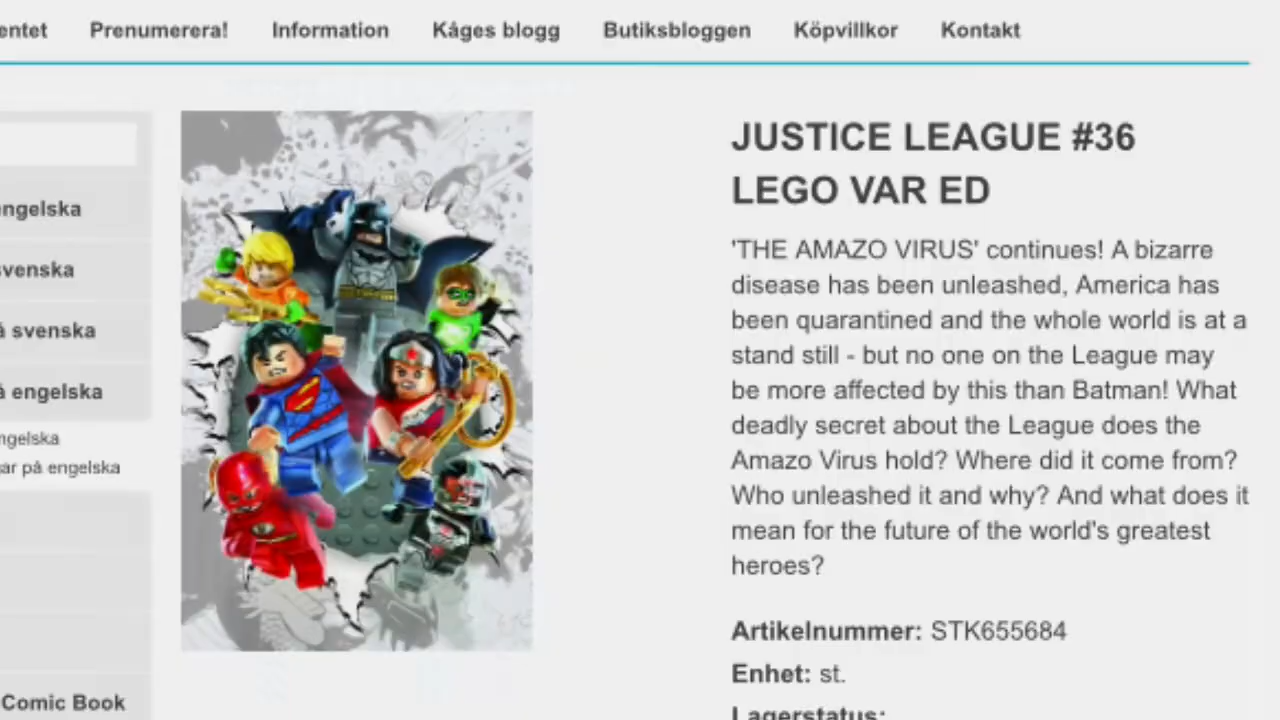 entet Prenumerera! Information Kåges blogg Butiksbloggen Köpvillkor Kontakt
engelska
svenska
å svenska
å engelska
ngelska
ar på engelska
Comic Book
JUSTICE LEAGUE #36
LEGO VAR ED
'THE AMAZO VIRUS' continues! A bizarre
disease has been unleashed, America has
been quarantined and the whole world is at a
stand still - but no one on the League may
be more affected by this than Batman! What
deadly secret about the League does the
Amazo Virus hold? Where did it come from?
Who unleashed it and why? And what does it
mean for the future of the world's greatest
heroes?
Artikelnummer: STK655684
Enhet: st.
Lagerstatus: